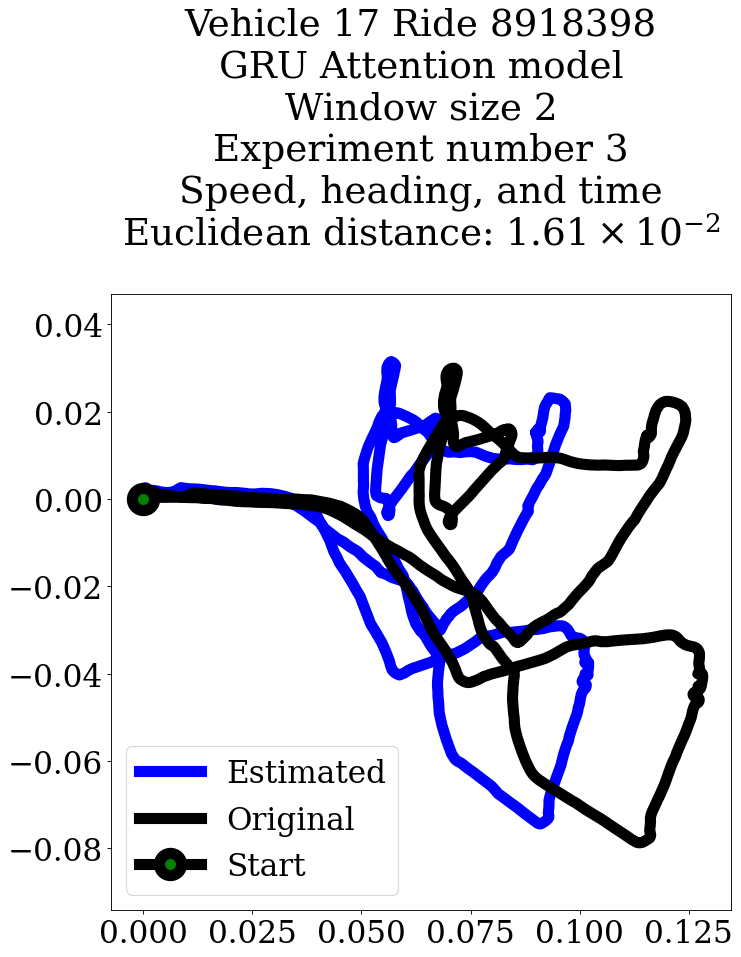 Vehicle 17 Ride 8918398
GRU Attention model
Window size 2
Experiment number 3
Speed, heading, and time
Euclidean distance: 1.61 × 10⁻²
0.04
0.02
0.00
−0.02
−0.04
−0.06
−0.08
Estimated
Original
Start
0.000 0.025 0.050 0.075 0.100 0.125